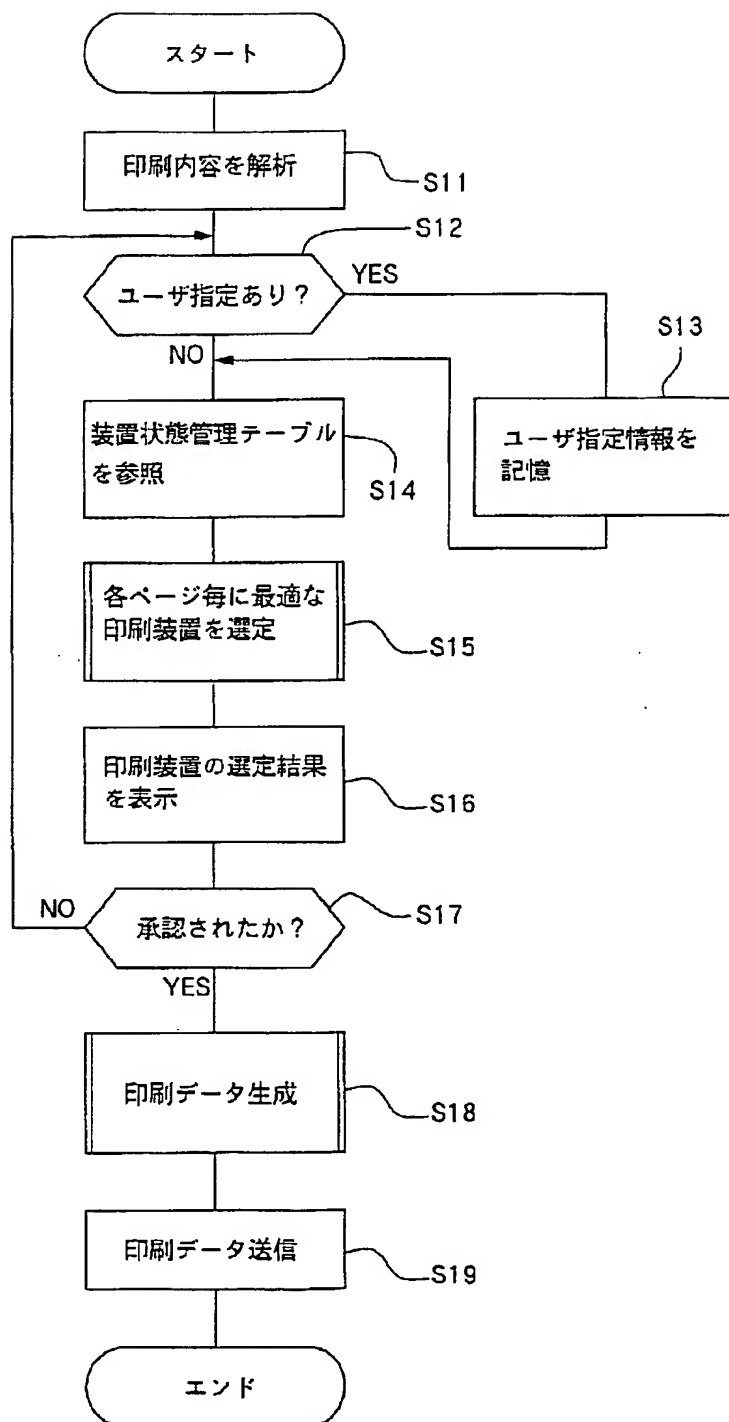 スタート
印刷内容を解析
S11
S12
ユーザ指定あり？
YES
NO
S13
ユーザ指定情報を
記憶
装置状態管理テーブル
を参照
S14
各ページ毎に最適な
印刷装置を選定
S15
印刷装置の選定結果
を表示
S16
NO
承認されたか？
S17
YES
印刷データ生成
S18
印刷データ送信
S19
エンド